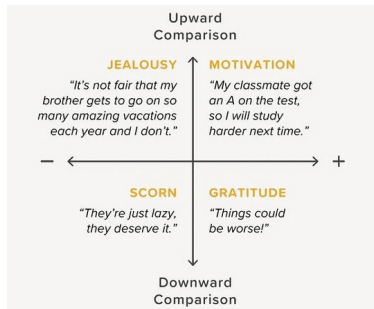 Upward
Comparison
JEALOUSY
“It’s not fair that my
brother gets to go on so
many amazing vacations
each year and I don’t.”
MOTIVATION
“My classmate got
an A on the test,
so I will study
harder next time.”
− +
SCORN
“They’re just lazy,
they deserve it.”
GRATITUDE
“Things could
be worse!”
Downward
Comparison